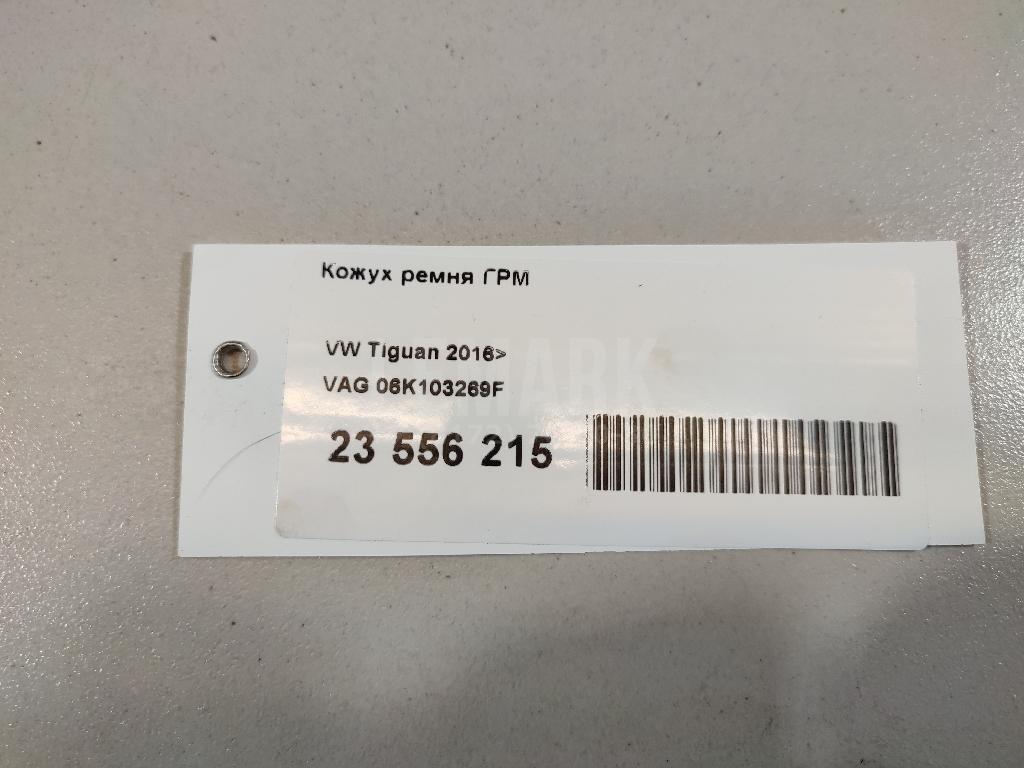 Кожух ремня ГРМ
VW Tiguan 2016>
VAG 06K103269F
23 556 215